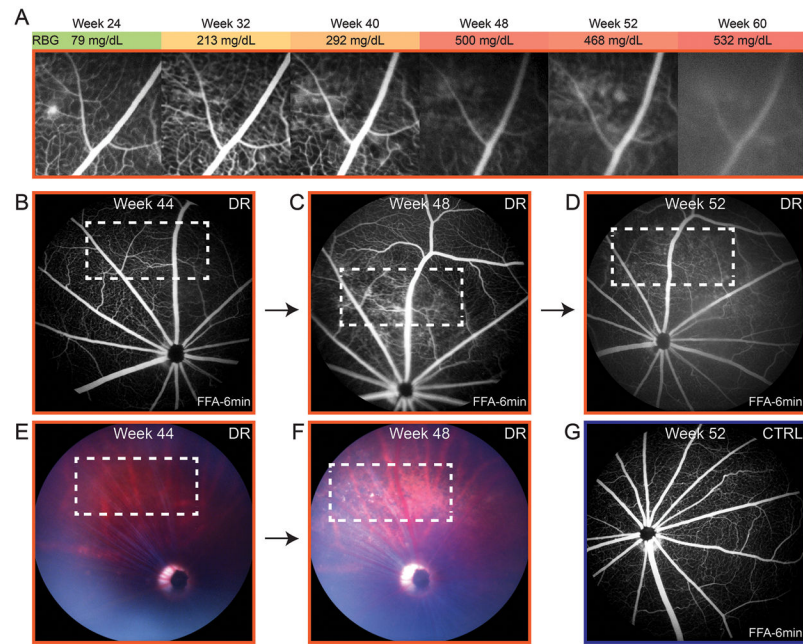 A
Week 24 Week 32 Week 40 Week 48 Week 52 Week 60
RBG 79 mg/dL 213 mg/dL 292 mg/dL 500 mg/dL 468 mg/dL 532 mg/dL
B Week 44 DR
FFA-6min
C Week 48 DR
FFA-6min
D Week 52 DR
FFA-6min
E Week 44 DR
F Week 48 DR
G Week 52 CTRL
FFA-6min